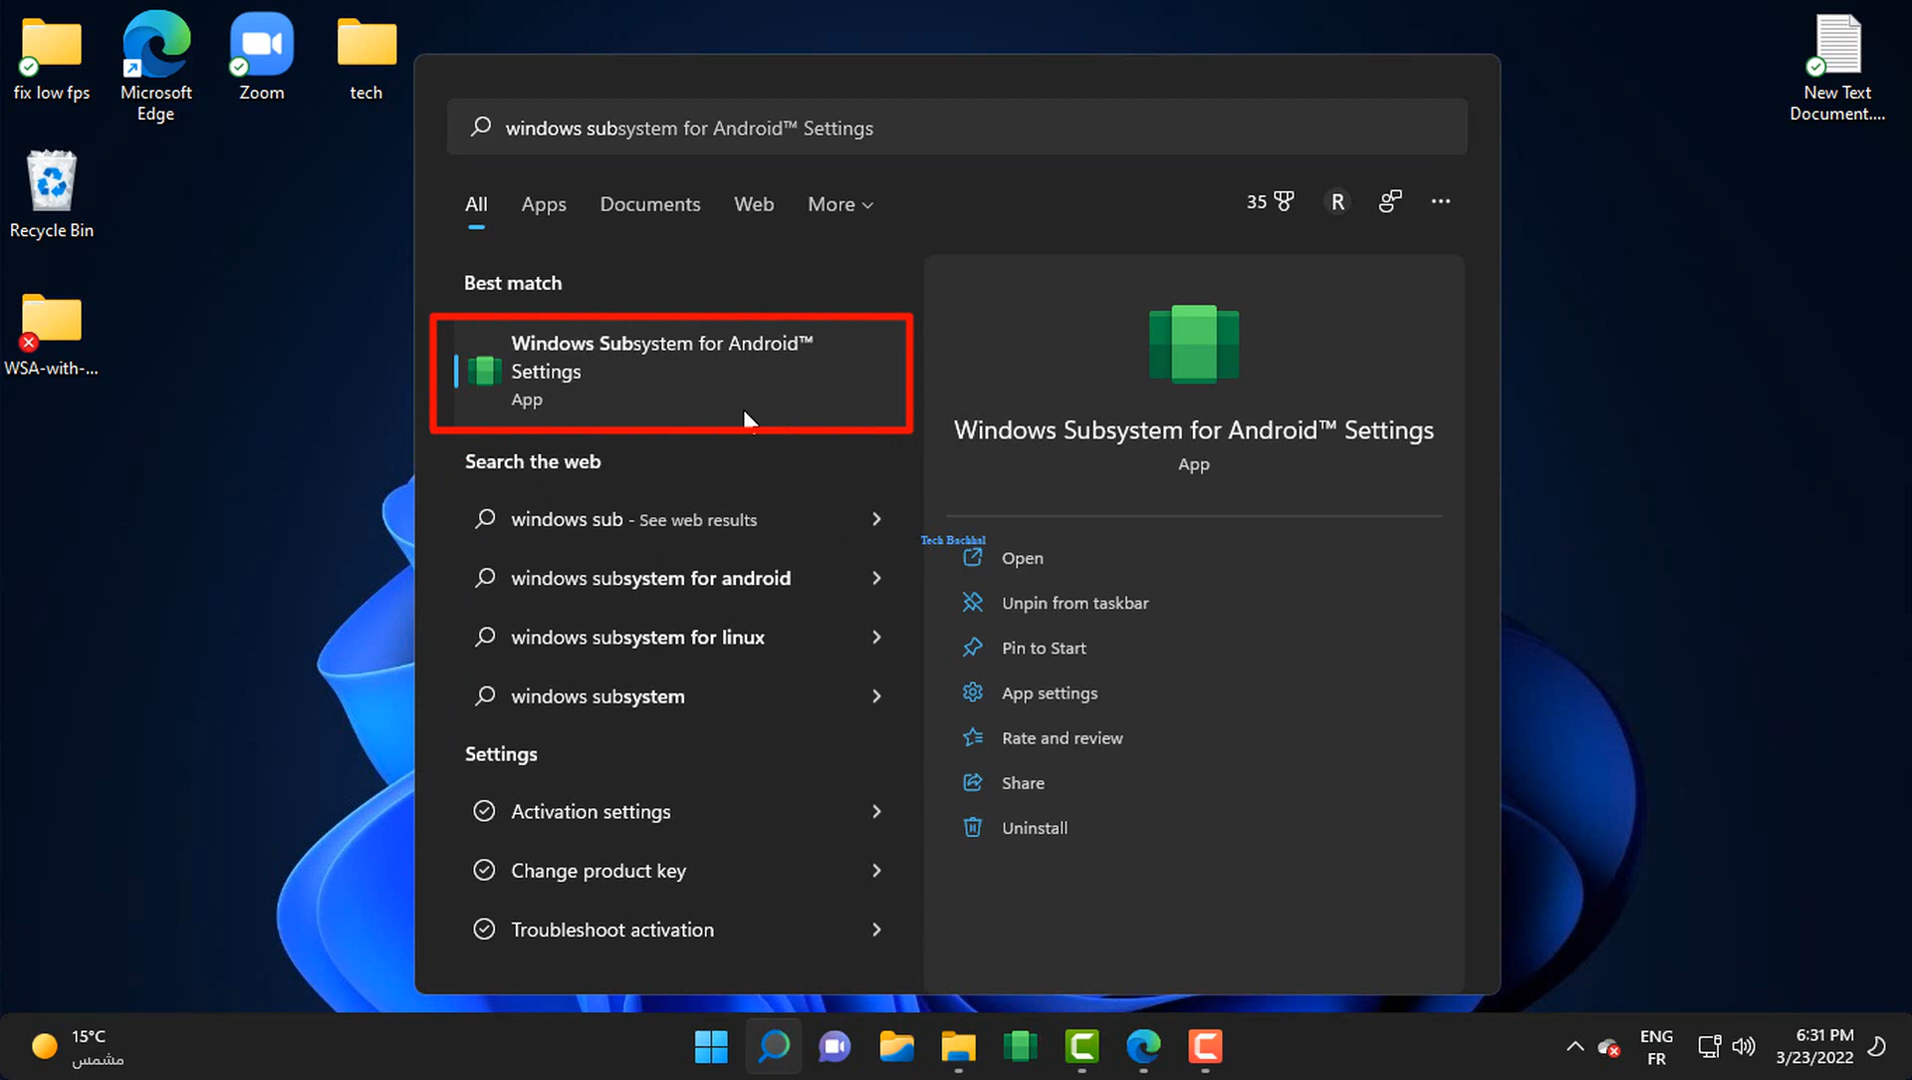 fix low fps
Microsoft
Edge
Zoom
tech
New Text
Document....
Recycle Bin
WSA-with-...
windows subsystem for Android™ Settings
All
Apps
Documents
Web
More
35
R
Best match
Windows Subsystem for Android™
Settings
App
Search the web
windows sub - See web results
windows subsystem for android
windows subsystem for linux
windows subsystem
Settings
Activation settings
Change product key
Troubleshoot activation
Windows Subsystem for Android™ Settings
App
Tech Bachhal
Open
Unpin from taskbar
Pin to Start
App settings
Rate and review
Share
Uninstall
15°C
مشمس
ENG
FR
6:31 PM
3/23/2022